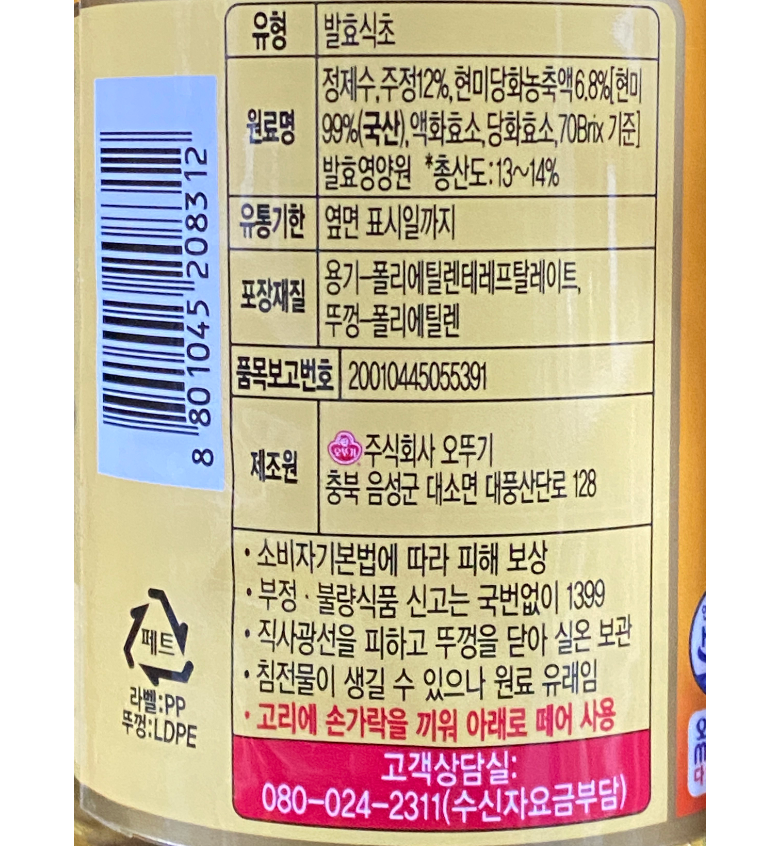 유형 발효식초
원료명 정제수, 주정12%, 현미당화농축액6.8%[현미
99%(국산), 액화효소, 당화효소, 70Brix 기준]
발효영양원 *총산도:13~14%
유통기한 옆면 표시일까지
포장재질 용기-폴리에틸렌테레프탈레이트,
뚜껑-폴리에틸렌
품목보고번호 20010445055391
제조원 오뚜기 주식회사 오뚜기
충북 음성군 대소면 대풍산단로 128
• 소비자기본법에 따라 피해 보상
• 부정·불량식품 신고는 국번없이 1399
• 직사광선을 피하고 뚜껑을 닫아 실온 보관
• 침전물이 생길 수 있으나 원료 유래임
• 고리에 손가락을 끼워 아래로 떼어 사용
고객상담실:
080-024-2311(수신자요금부담)
8 801045 208312
페트
라벨:PP
뚜껑:LDPE